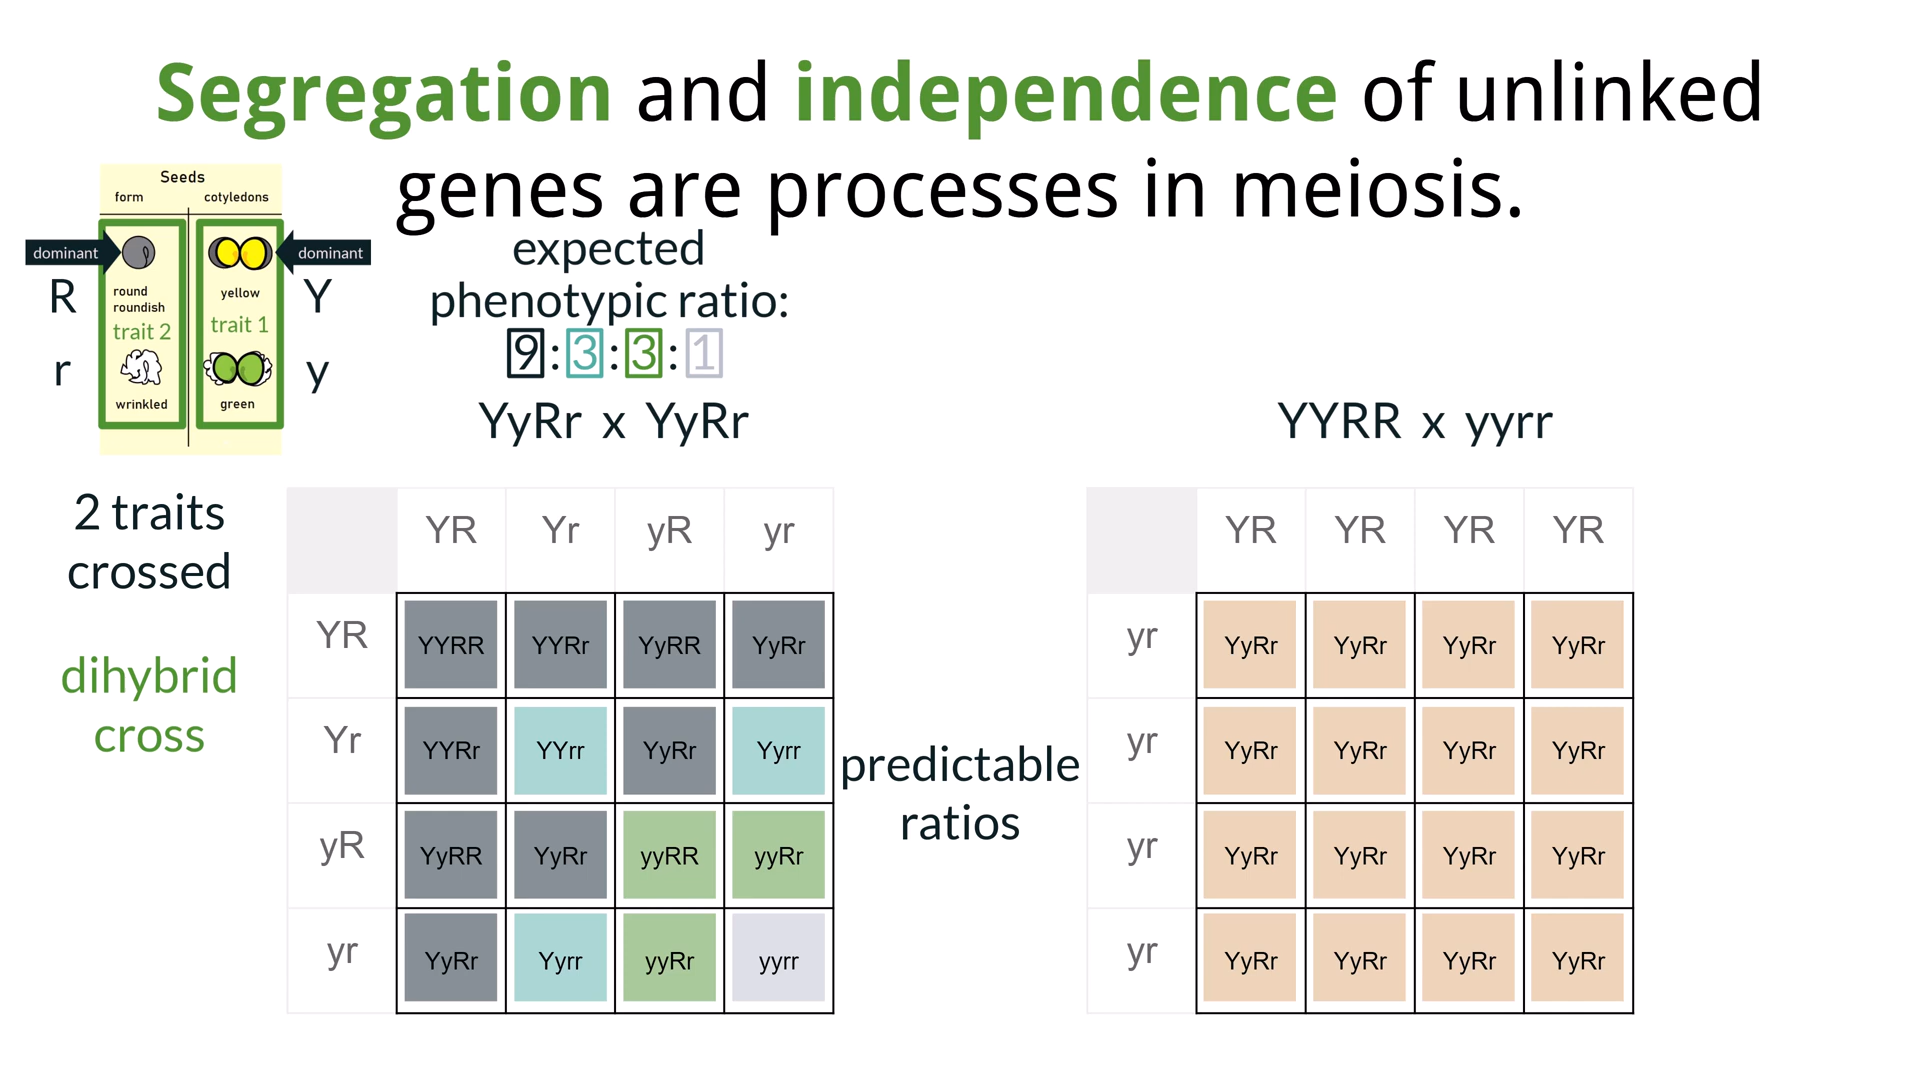 Segregation and independence of unlinked
genes are processes in meiosis.
Seeds
form cotyledons
dominant dominant
R r
round
roundish
trait 2
wrinkled
yellow
trait 1
green
Y y
expected
phenotypic ratio:
9:3:3:1
YyRr x YyRr
YYRR x yyrr
2 traits
crossed
dihybrid
cross
YR Yr yR yr
YR YYRR YYRr YyRR YyRr
Yr YYRr YYrr YyRr Yyrr
yR YyRR YyRr yyRR yyRr
yr YyRr Yyrr yyRr yyrr
predictable
ratios
YR YR YR YR
yr YyRr YyRr YyRr YyRr
yr YyRr YyRr YyRr YyRr
yr YyRr YyRr YyRr YyRr
yr YyRr YyRr YyRr YyRr